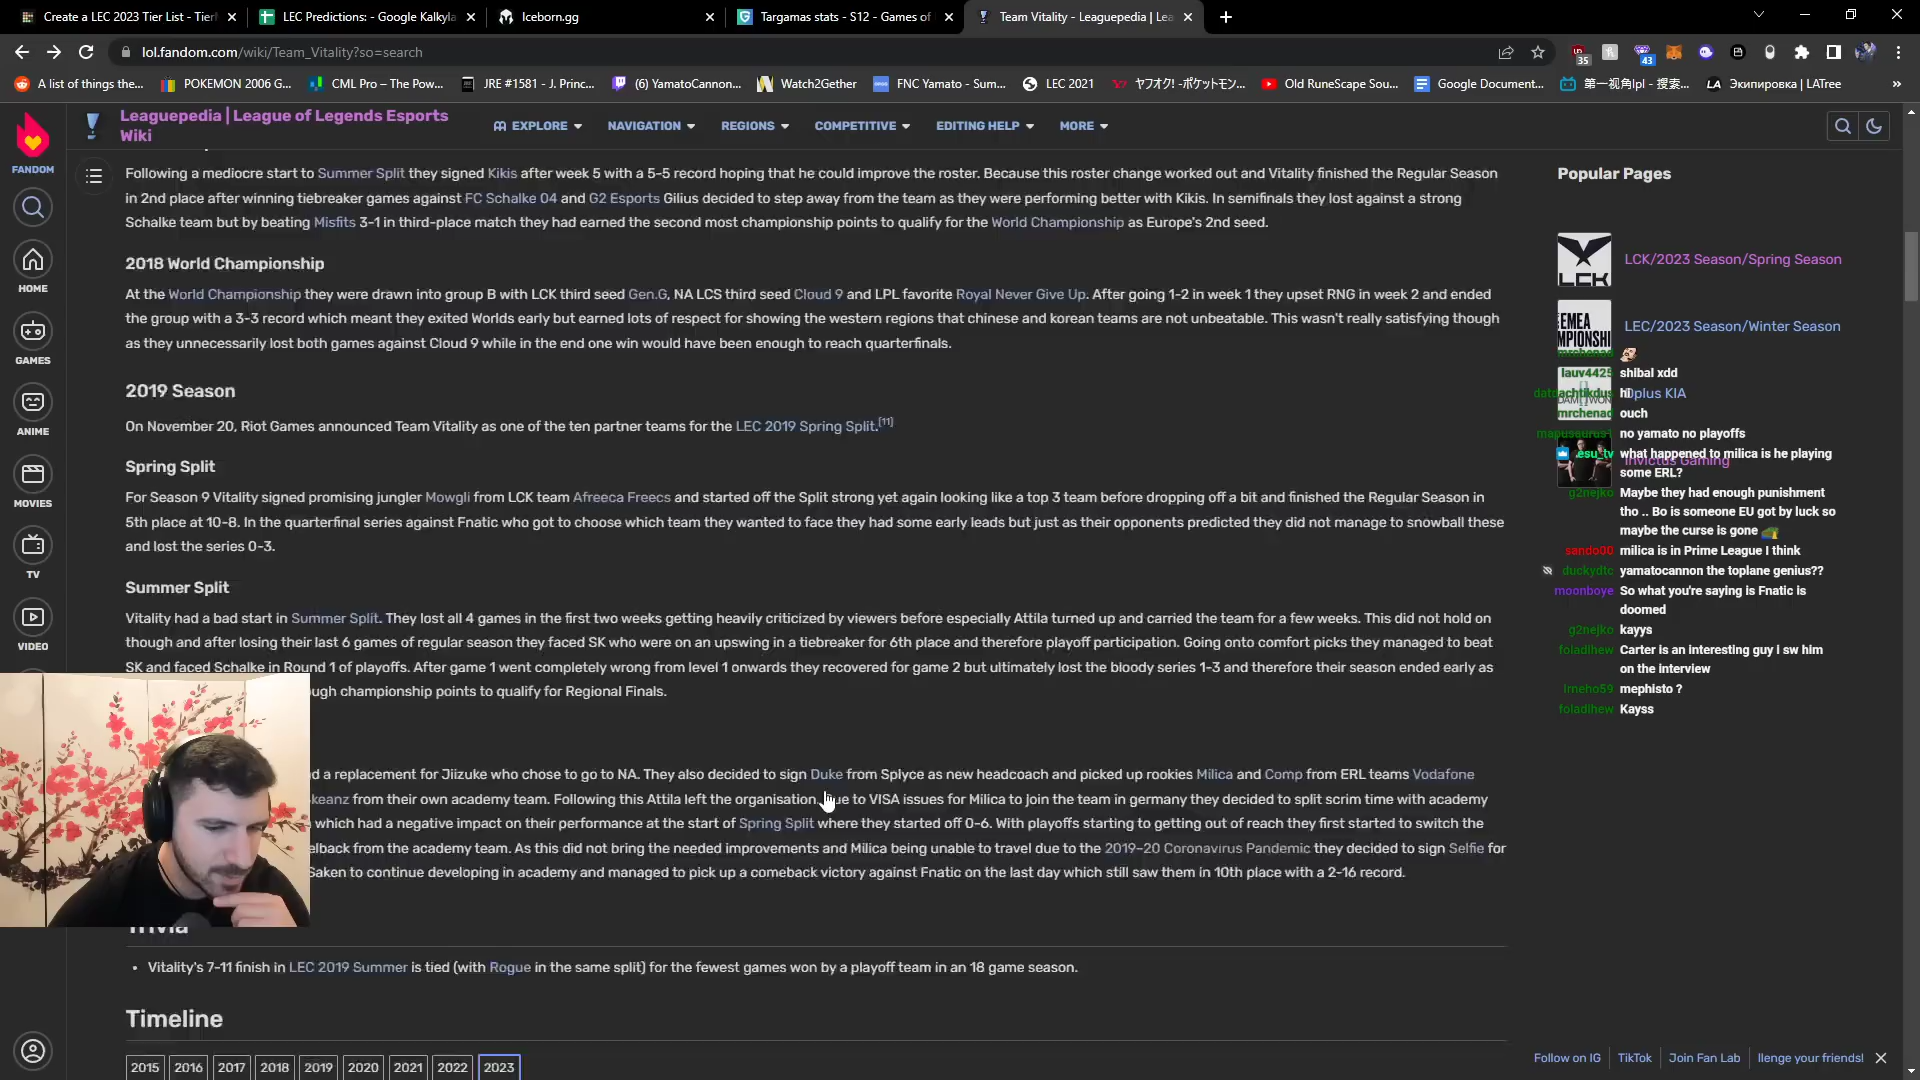 Create a LEC 2023 Tier List - Tier
LEC Predictions: - Google Kalkyla
Iceborn.gg
Targamas stats - S12 - Games of
Team Vitality - Leaguepedia | Lea
lol.fandom.com/wiki/Team_Vitality?so=search
35
43
A list of things the...
POKEMON 2006 G...
CML Pro – The Pow...
JRE #1581 - J. Princ...
(6) YamatoCannon...
Watch2Gether
FNC Yamato - Sum...
LEC 2021
ヤフオク! -ポケットモン...
Old RuneScape Sou...
Google Document...
第一视角lpl - 搜索...
LA
Экипировка | LATree
»
Leaguepedia | League of Legends Esports
Wiki
EXPLORE
NAVIGATION
REGIONS
COMPETITIVE
EDITING HELP
MORE
FANDOM
HOME
GAMES
ANIME
MOVIES
TV
VIDEO
Following a mediocre start to Summer Split they signed Kikis after week 5 with a 5-5 record hoping that he could improve the roster. Because this roster change worked out and Vitality finished the Regular Season
in 2nd place after winning tiebreaker games against FC Schalke 04 and G2 Esports Gilius decided to step away from the team as they were performing better with Kikis. In semifinals they lost against a strong
Schalke team but by beating Misfits 3-1 in third-place match they had earned the second most championship points to qualify for the World Championship as Europe's 2nd seed.
2018 World Championship
At the World Championship they were drawn into group B with LCK third seed Gen.G, NA LCS third seed Cloud 9 and LPL favorite Royal Never Give Up. After going 1-2 in week 1 they upset RNG in week 2 and ended
the group with a 3-3 record which meant they exited Worlds early but earned lots of respect for showing the western regions that chinese and korean teams are not unbeatable. This wasn't really satisfying though
as they unnecessarily lost both games against Cloud 9 while in the end one win would have been enough to reach quarterfinals.
2019 Season
On November 20, Riot Games announced Team Vitality as one of the ten partner teams for the LEC 2019 Spring Split.[11]
Spring Split
For Season 9 Vitality signed promising jungler Mowgli from LCK team Afreeca Freecs and started off the Split strong yet again looking like a top 3 team before dropping off a bit and finished the Regular Season in
5th place at 10-8. In the quarterfinal series against Fnatic who got to choose which team they wanted to face they had some early leads but just as their opponents predicted they did not manage to snowball these
and lost the series 0-3.
Summer Split
Vitality had a bad start in Summer Split. They lost all 4 games in the first two weeks getting heavily criticized by viewers before especially Attila turned up and carried the team for a few weeks. This did not hold on
though and after losing their last 6 games of regular season they faced SK who were on an upswing in a tiebreaker for 6th place and therefore playoff participation. Going onto comfort picks they managed to beat
SK and faced Schalke in Round 1 of playoffs. After game 1 went completely wrong from level 1 onwards they recovered for game 2 but ultimately lost the bloody series 1-3 and therefore their season ended early as
ugh championship points to qualify for Regional Finals.
d a replacement for Jiizuke who chose to go to NA. They also decided to sign Duke from Splyce as new headcoach and picked up rookies Milica and Comp from ERL teams Vodafone
keanz from their own academy team. Following this Attila left the organisation. ue to VISA issues for Milica to join the team in germany they decided to split scrim time with academy
which had a negative impact on their performance at the start of Spring Split where they started off 0-6. With playoffs starting to getting out of reach they first started to switch the
elback from the academy team. As this did not bring the needed improvements and Milica being unable to travel due to the 2019–20 Coronavirus Pandemic they decided to sign Selfie for
Saken to continue developing in academy and managed to pick up a comeback victory against Fnatic on the last day which still saw them in 10th place with a 2-16 record.
Trivia
• Vitality's 7-11 finish in LEC 2019 Summer is tied (with Rogue in the same split) for the fewest games won by a playoff team in an 18 game season.
Timeline
2015 2016 2017 2018 2019 2020 2021 2022 2023
Popular Pages
LCK
LCK/2023 Season/Spring Season
LEC/2023 Season/Winter Season
Dplus KIA
Invictus Gaming
mrchenad
lauv4425 shibal xdd
hi
mrchenad ouch
no yamato no playoffs
esu_tv what happened to milica is he playing
some ERL?
g2nejko Maybe they had enough punishment
tho .. Bo is someone EU got by luck so
maybe the curse is gone
sando00 milica is in Prime League I think
duckydtc yamatocannon the toplane genius??
moonboye So what you're saying is Fnatic is
doomed
g2nejko kayys
foladihew Carter is an interesting guy i sw him
on the interview
lrneho59 mephisto ?
foladihew Kayss
Follow on IG
TikTok
Join Fan Lab
llenge your friends!